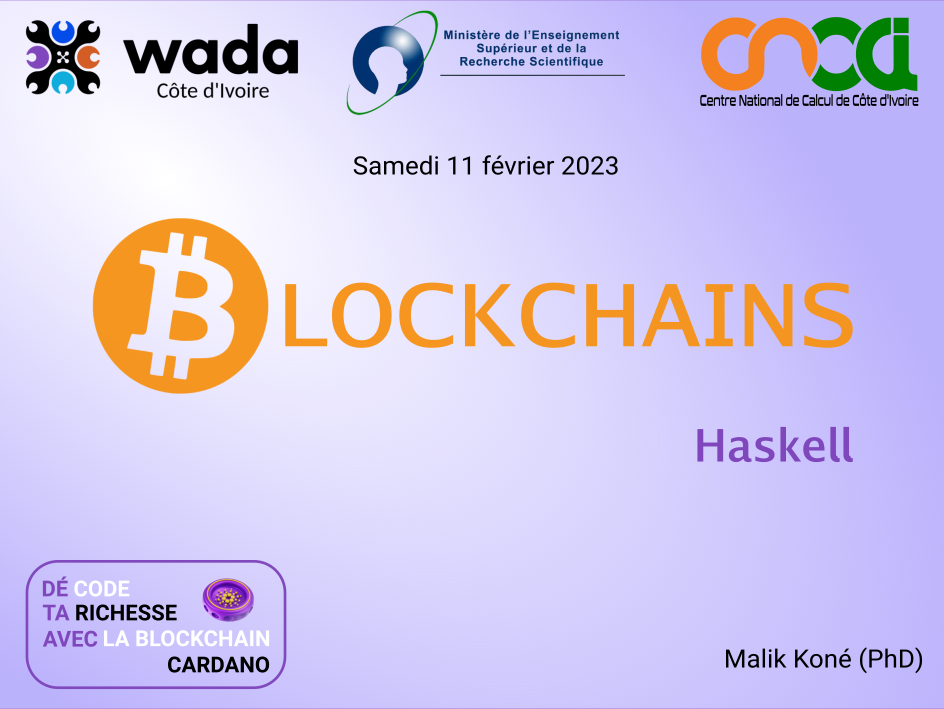 wada
Côte d'Ivoire
Ministère de l'Enseignement
Supérieur et de la
Recherche Scientifique
CNCCI
Centre National de Calcul de Côte d'Ivoire
Samedi 11 février 2023
BLOCKCHAINS
Haskell
DÉ CODE
TA RICHESSE
AVEC LA BLOCKCHAIN
CARDANO
Malik Koné (PhD)